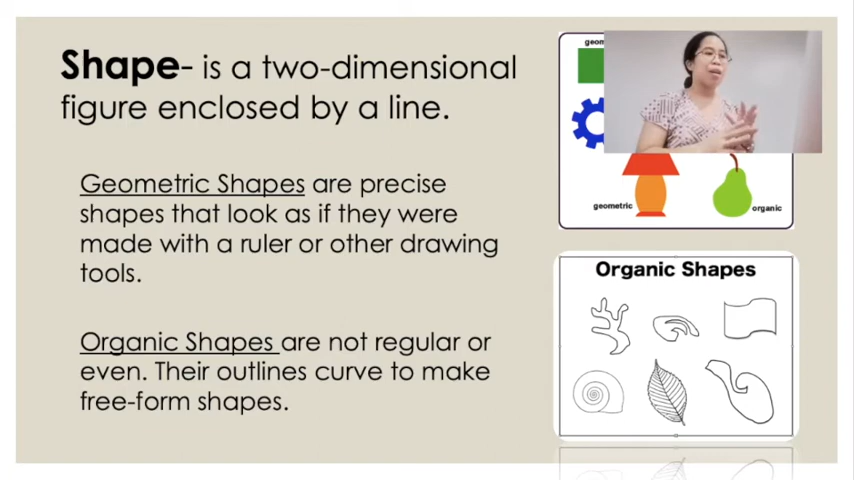 Shape- is a two-dimensional
figure enclosed by a line.
Geometric Shapes are precise
shapes that look as if they were
made with a ruler or other drawing
tools.
Organic Shapes are not regular or
even. Their outlines curve to make
free-form shapes.
geometric
organic
Organic Shapes